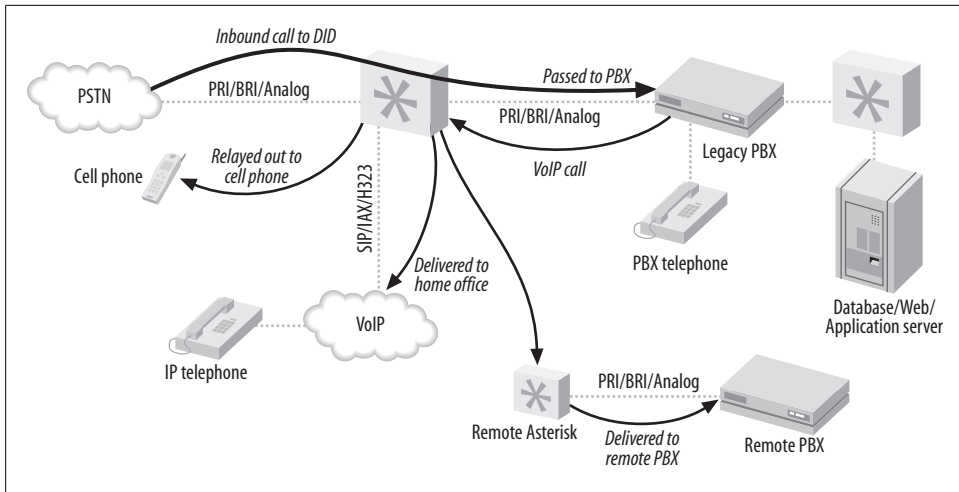 Inbound call to DID
PSTN
PRI/BRI/Analog
Passed to PBX
PRI/BRI/Analog
Legacy PBX
VoIP call
Cell phone
Relayed out to
cell phone
SIP/IAX/H323
PBX telephone
Delivered to
home office
Database/Web/
Application server
VoIP
IP telephone
PRI/BRI/Analog
Remote Asterisk
Delivered to
remote PBX
Remote PBX